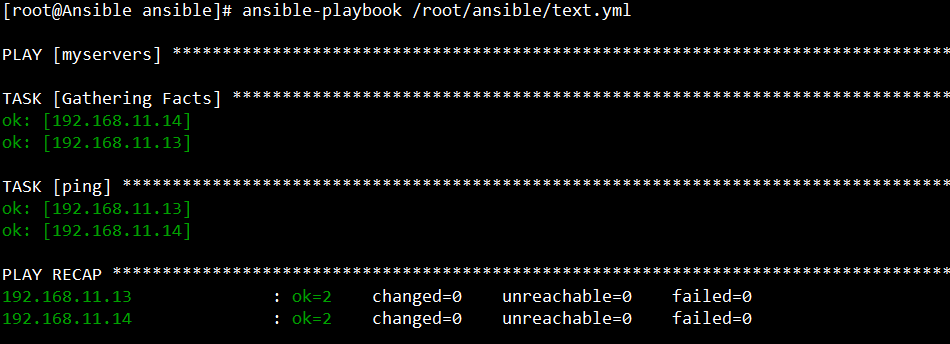 [root@Ansible ansible]# ansible-playbook /root/ansible/text.yml
PLAY [myservers] ******************************************************************************
TASK [Gathering Facts] ************************************************************************
ok: [192.168.11.14]
ok: [192.168.11.13]
TASK [ping] ***********************************************************************************
ok: [192.168.11.13]
ok: [192.168.11.14]
PLAY RECAP ************************************************************************************
192.168.11.13              : ok=2    changed=0    unreachable=0    failed=0
192.168.11.14              : ok=2    changed=0    unreachable=0    failed=0